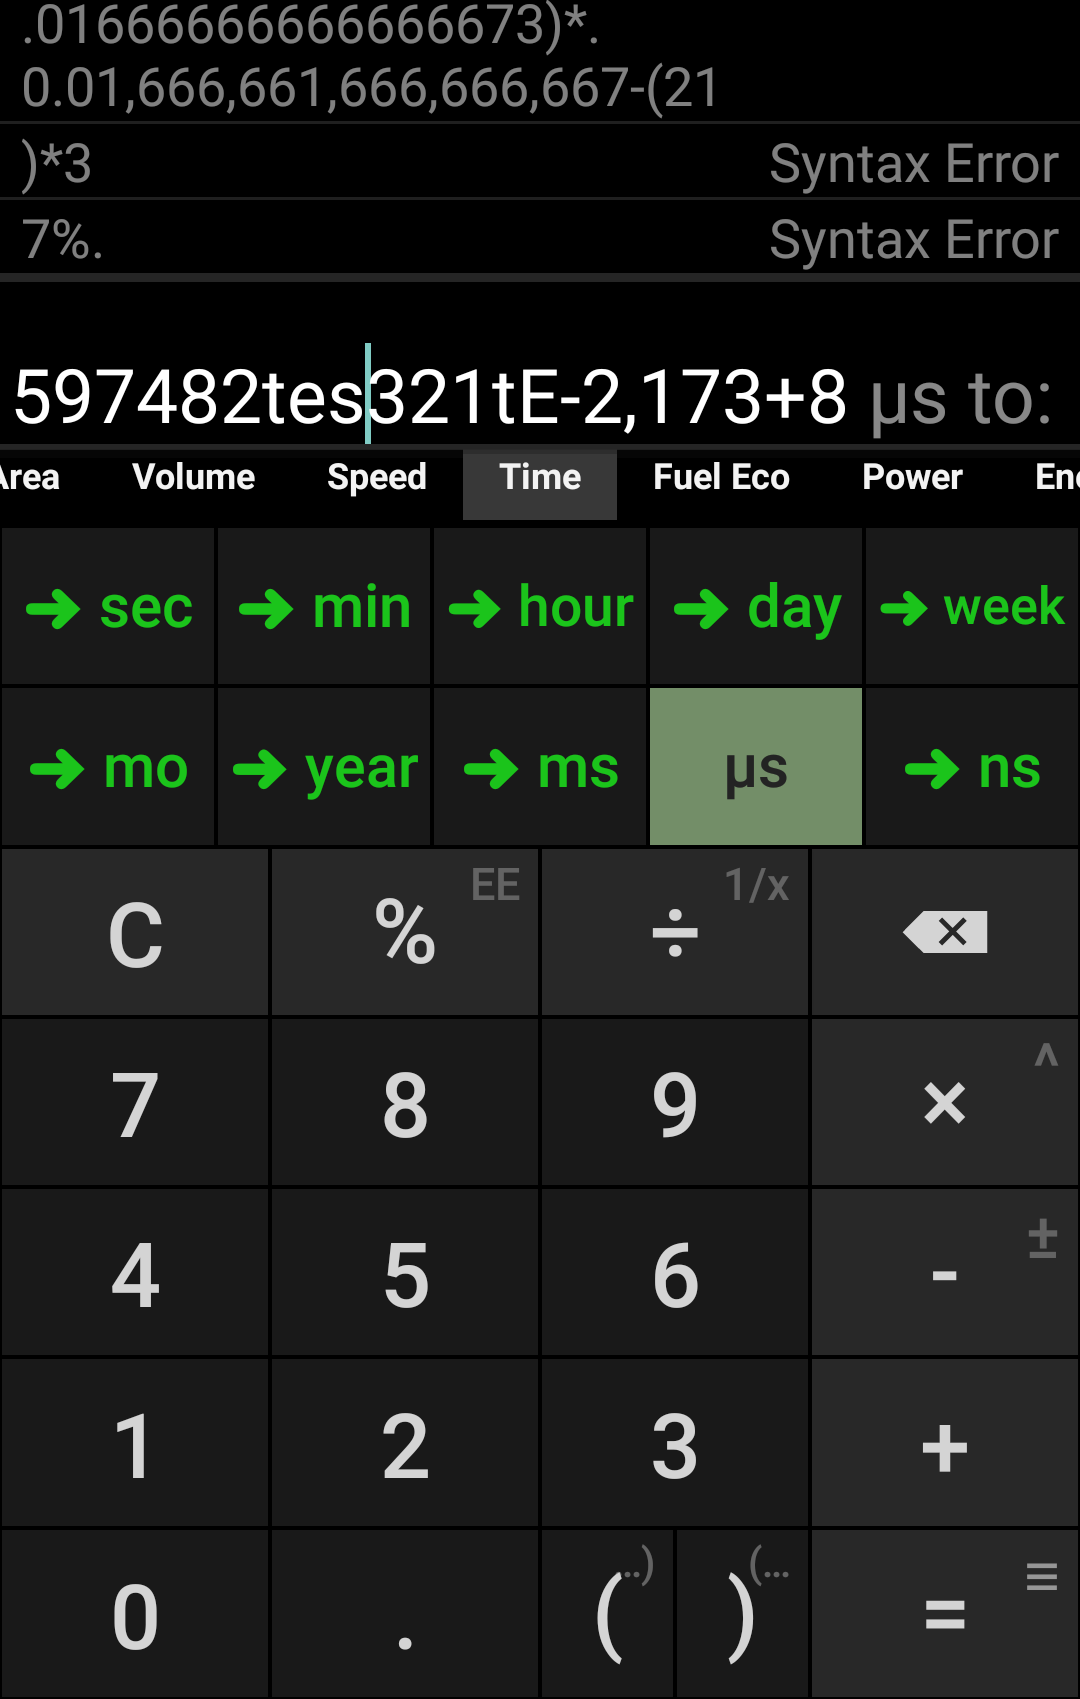 .0166666666666673)*.
0.01,666,661,666,666,667-(21
)*3 Syntax Error
7%. Syntax Error
597482tes321tE-2,173+8 µs to:
Area Volume Speed Time Fuel Eco Power Ene
sec min hour day week
mo year ms µs ns
C % EE ÷ 1/x
7 8 9 × ^
4 5 6 - ±
1 2 3 + 
0 . ( ..) ) (... = ≡